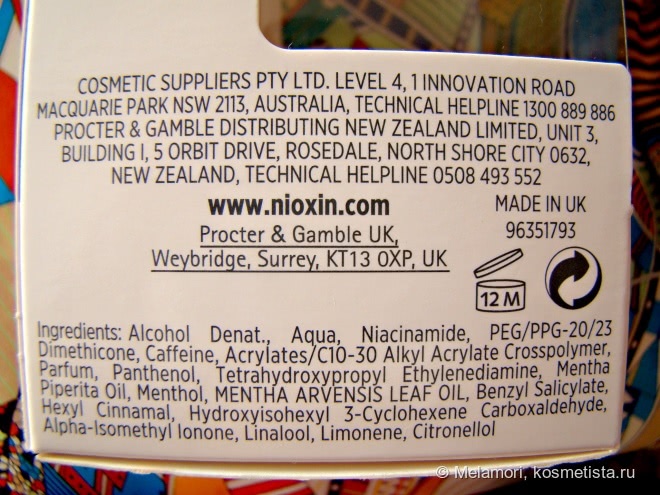 COSMETIC SUPPLIERS PTY LTD. LEVEL 4, 1 INNOVATION ROAD
MACQUARIE PARK NSW 2113, AUSTRALIA, TECHNICAL HELPLINE 1300 889 886
PROCTER & GAMBLE DISTRIBUTING NEW ZEALAND LIMITED, UNIT 3,
BUILDING I, 5 ORBIT DRIVE, ROSEDALE, NORTH SHORE CITY 0632,
NEW ZEALAND, TECHNICAL HELPLINE 0508 493 552
www.nioxin.com
MADE IN UK
96351793
Procter & Gamble UK,
Weybridge, Surrey, KT13 0XP, UK
12 M
Ingredients: Alcohol Denat., Aqua, Niacinamide, PEG/PPG-20/23
Dimethicone, Caffeine, Acrylates/C10-30 Alkyl Acrylate Crosspolymer,
Parfum, Panthenol, Tetrahydroxypropyl Ethylenediamine, Mentha
Piperita Oil, Menthol, MENTHA ARVENSIS LEAF OIL, Benzyl Salicylate,
Hexyl Cinnamal, Hydroxyisohexyl 3-Cyclohexene Carboxaldehyde,
Alpha-Isomethyl Ionone, Linalool, Limonene, Citronellol
© Melamori, kosmetista.ru